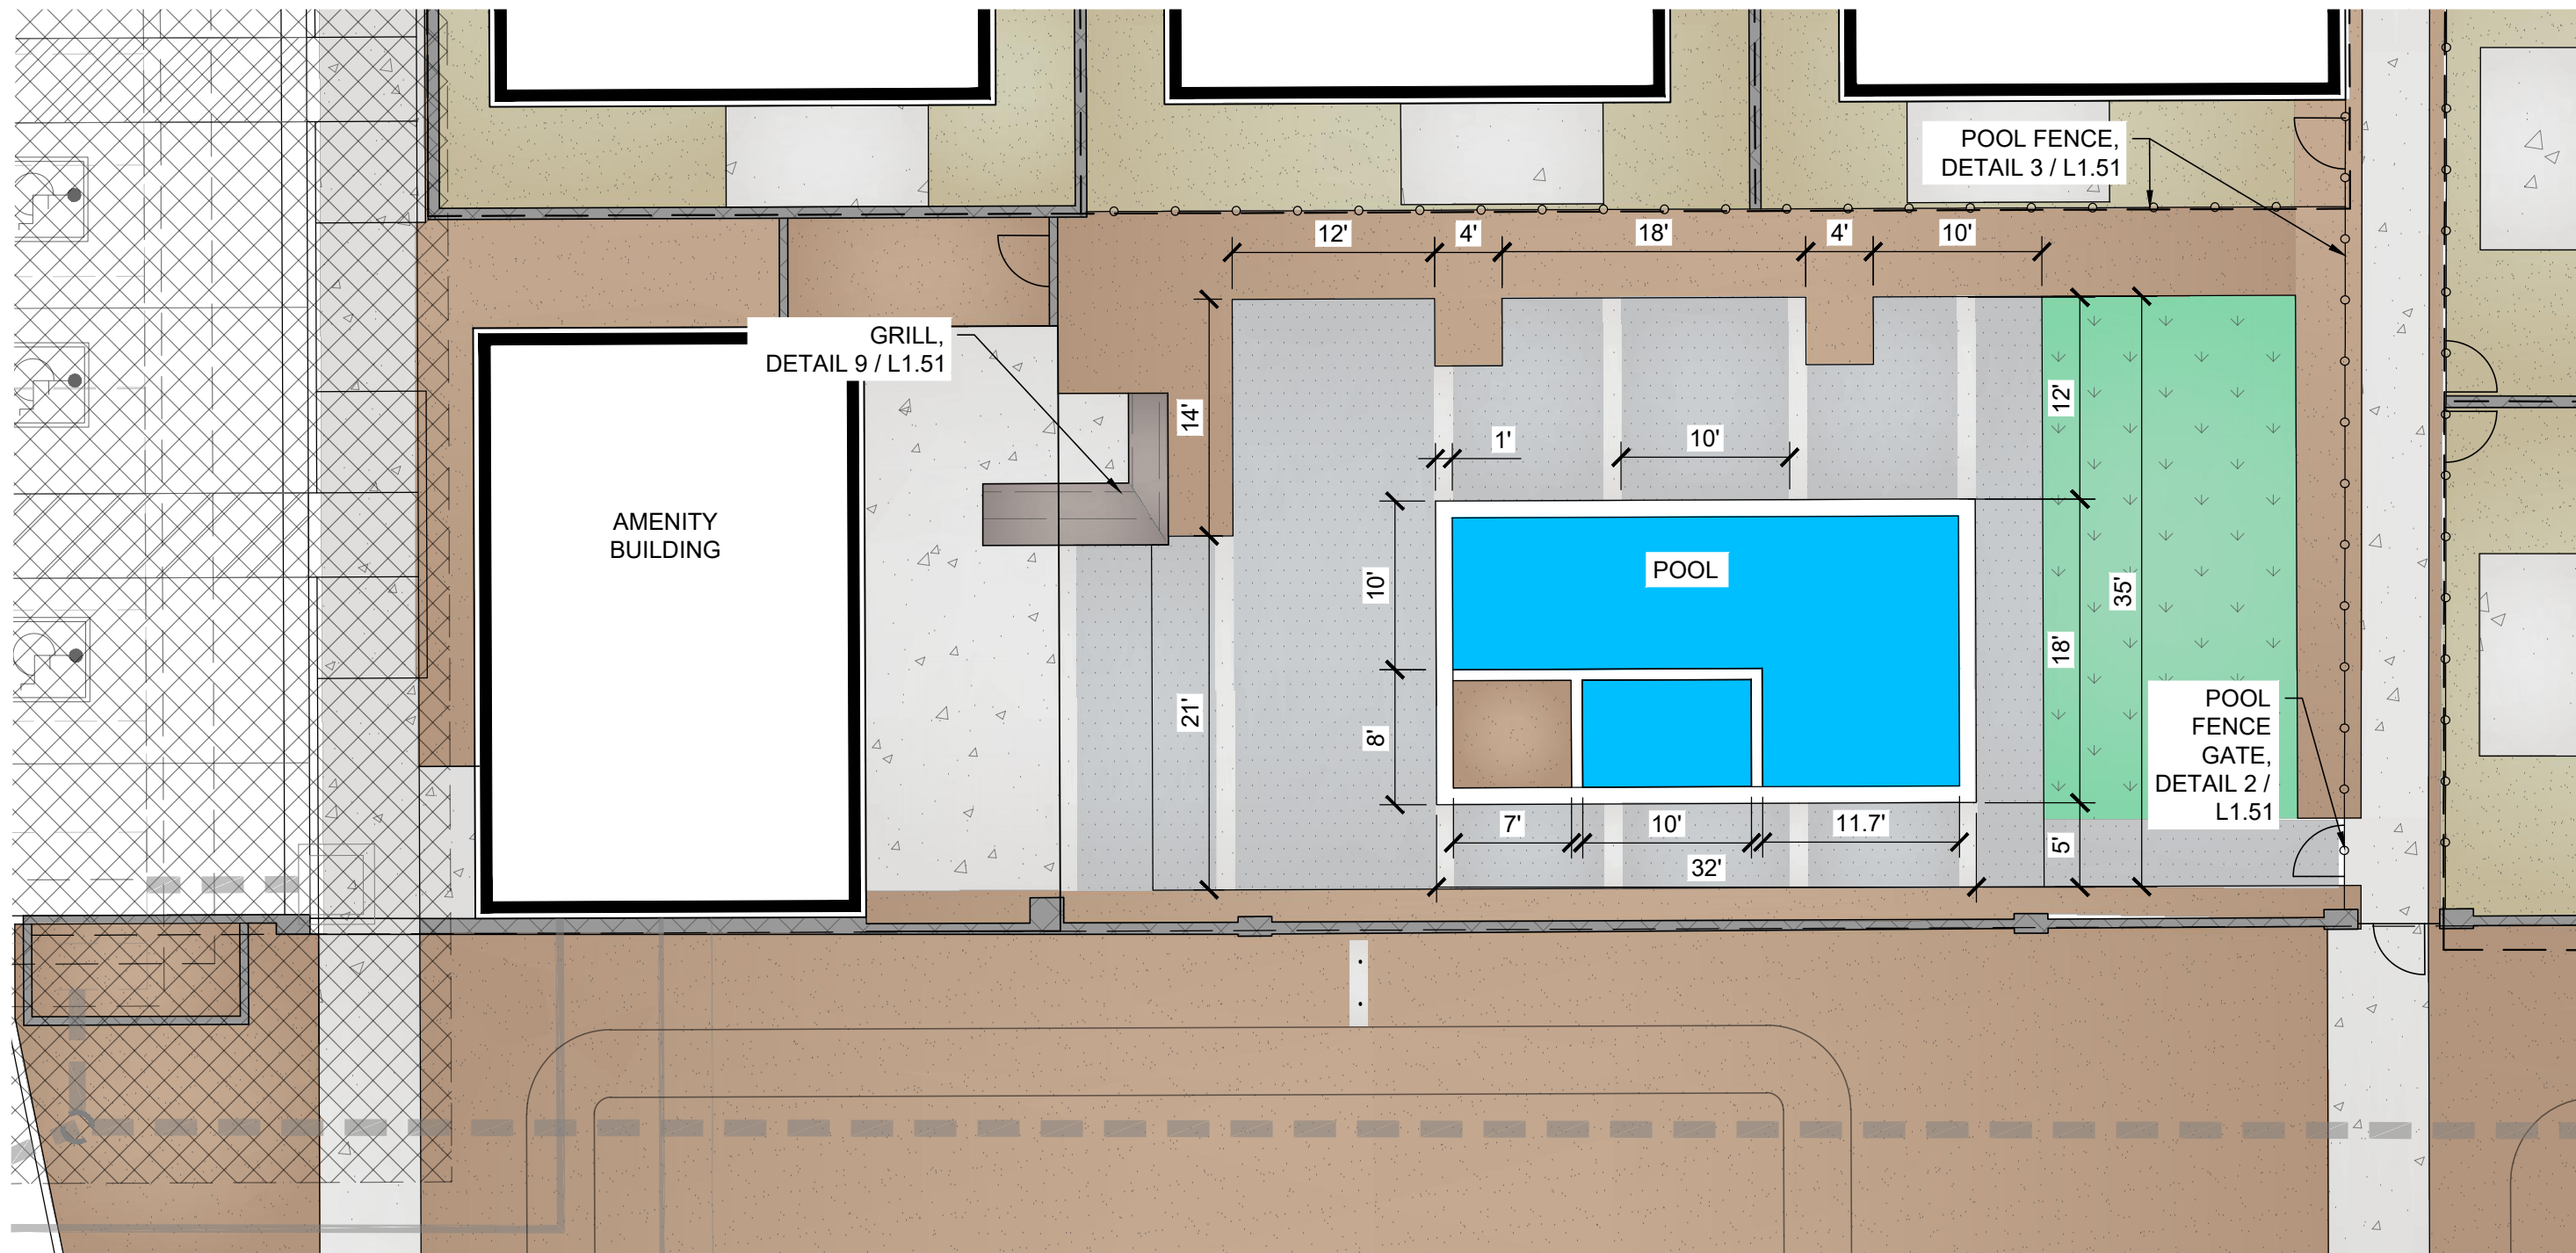 POOL FENCE,
DETAIL 3 / L1.51
12'
4'
18'
4'
10'
GRILL,
DETAIL 9 / L1.51
14'
1'
10'
12'
AMENITY
BUILDING
POOL
10'
35'
18'
8'
21'
POOL
FENCE
GATE,
DETAIL 2 /
L1.51
7'
10'
11.7'
5'
32'